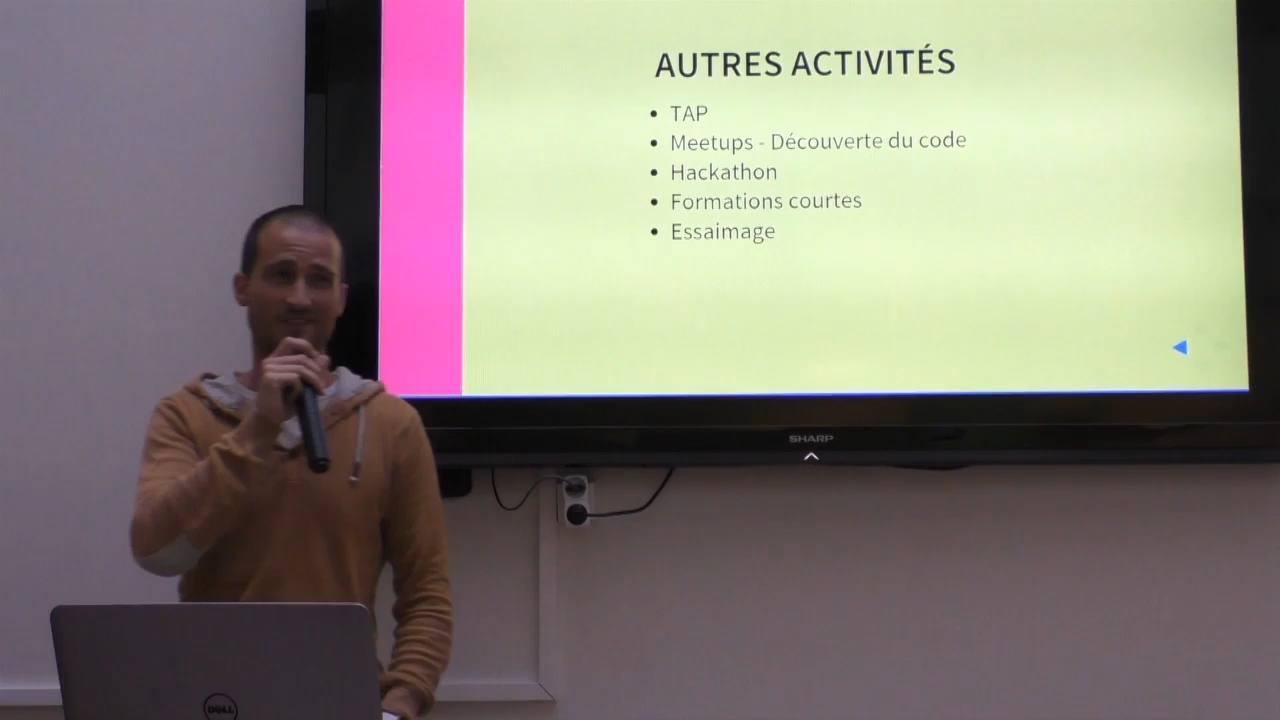 AUTRES ACTIVITÉS
TAP
Meetups - Découverte du code
Hackathon
Formations courtes
Essaimage
SHARP
DELL